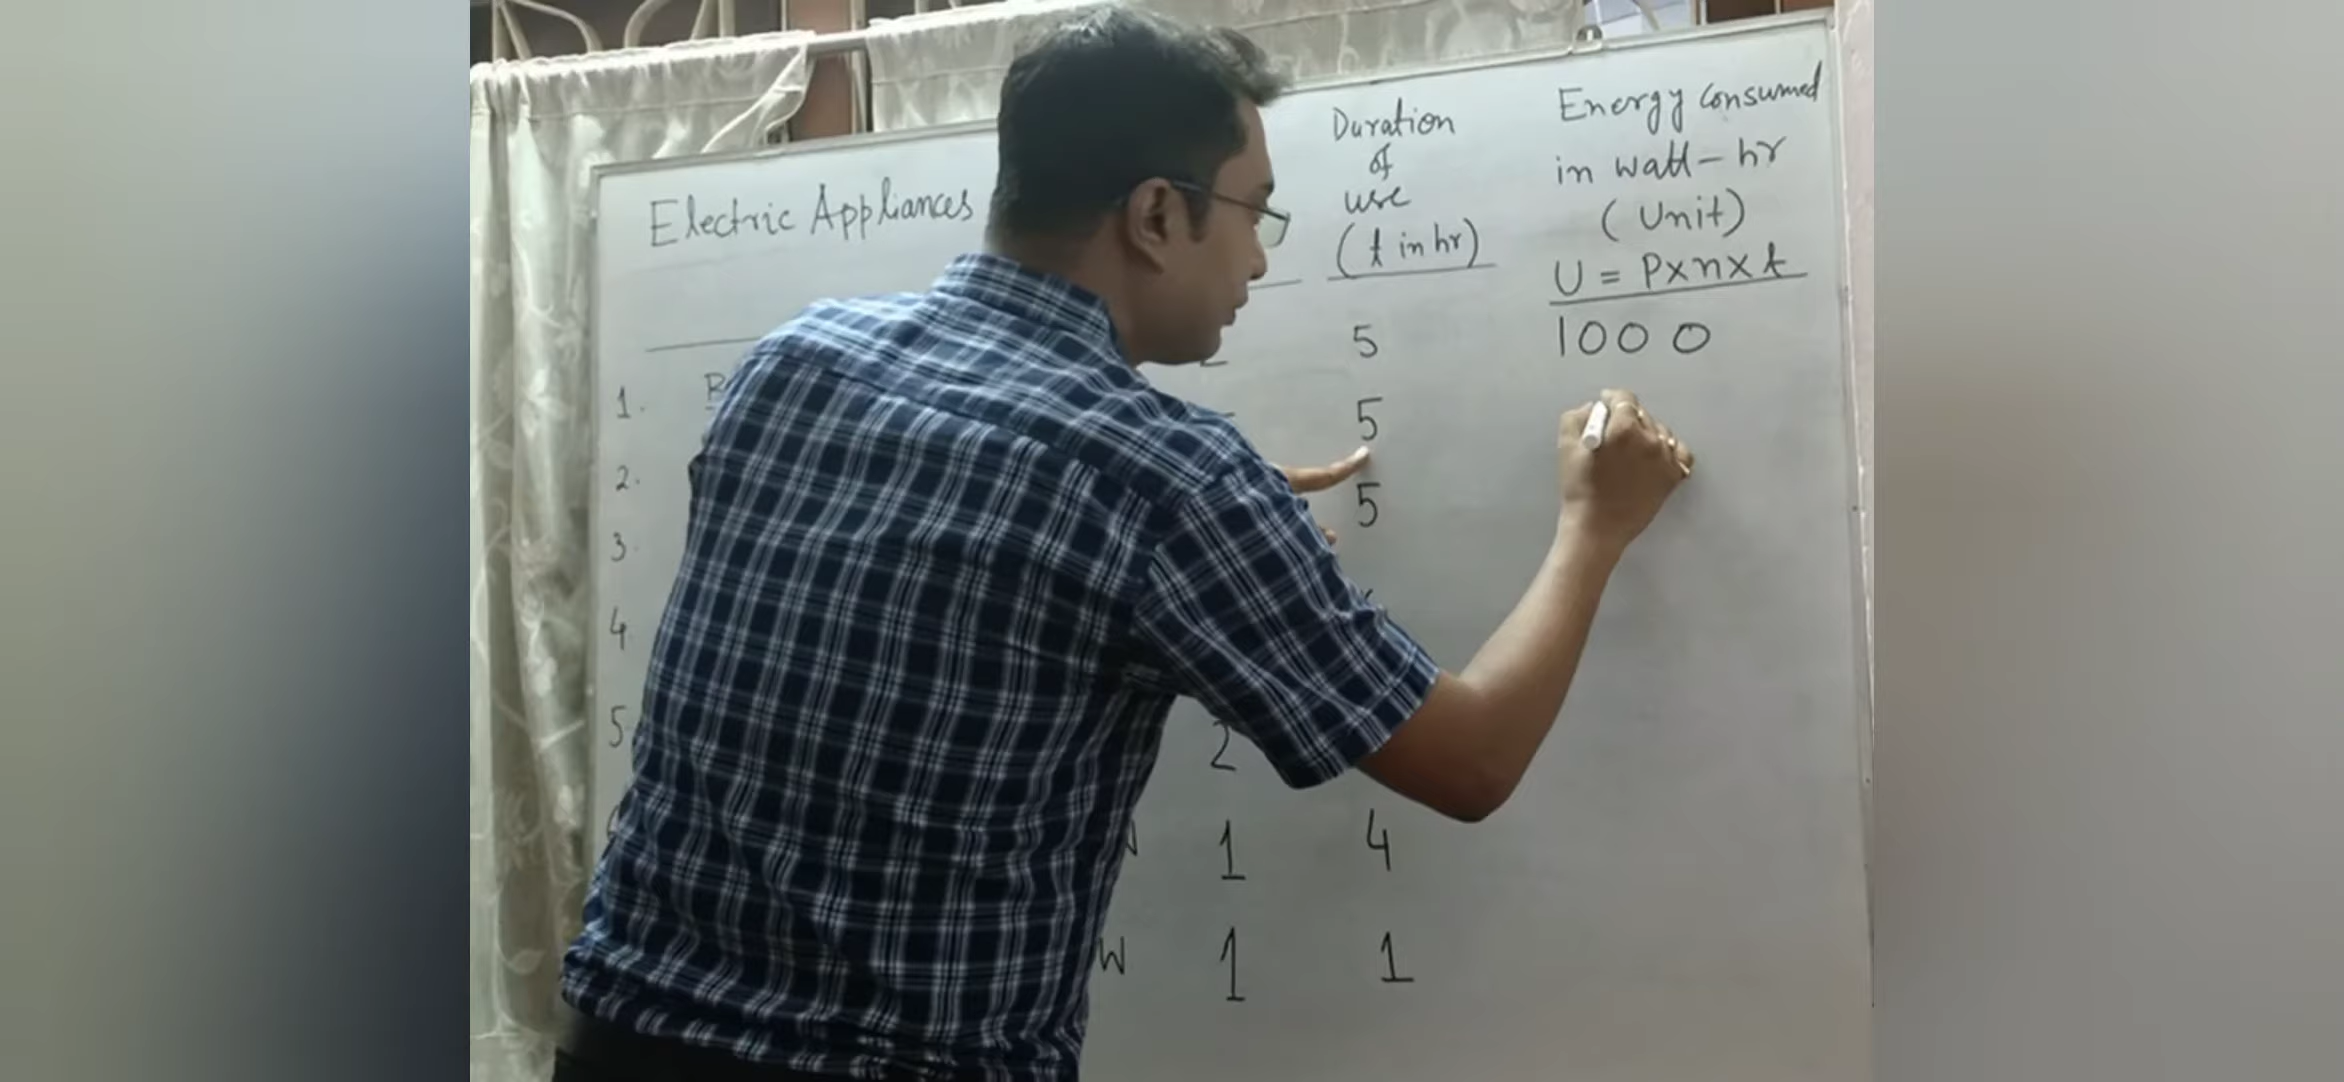 Electric Appliances
Duration
of
use
(t in hr)
Energy consumed
in watt-hr
(Unit)
U = P×n×t
5
1000
1.
5
2.
5
3.
4.
5.
2
1
4
W
1
1